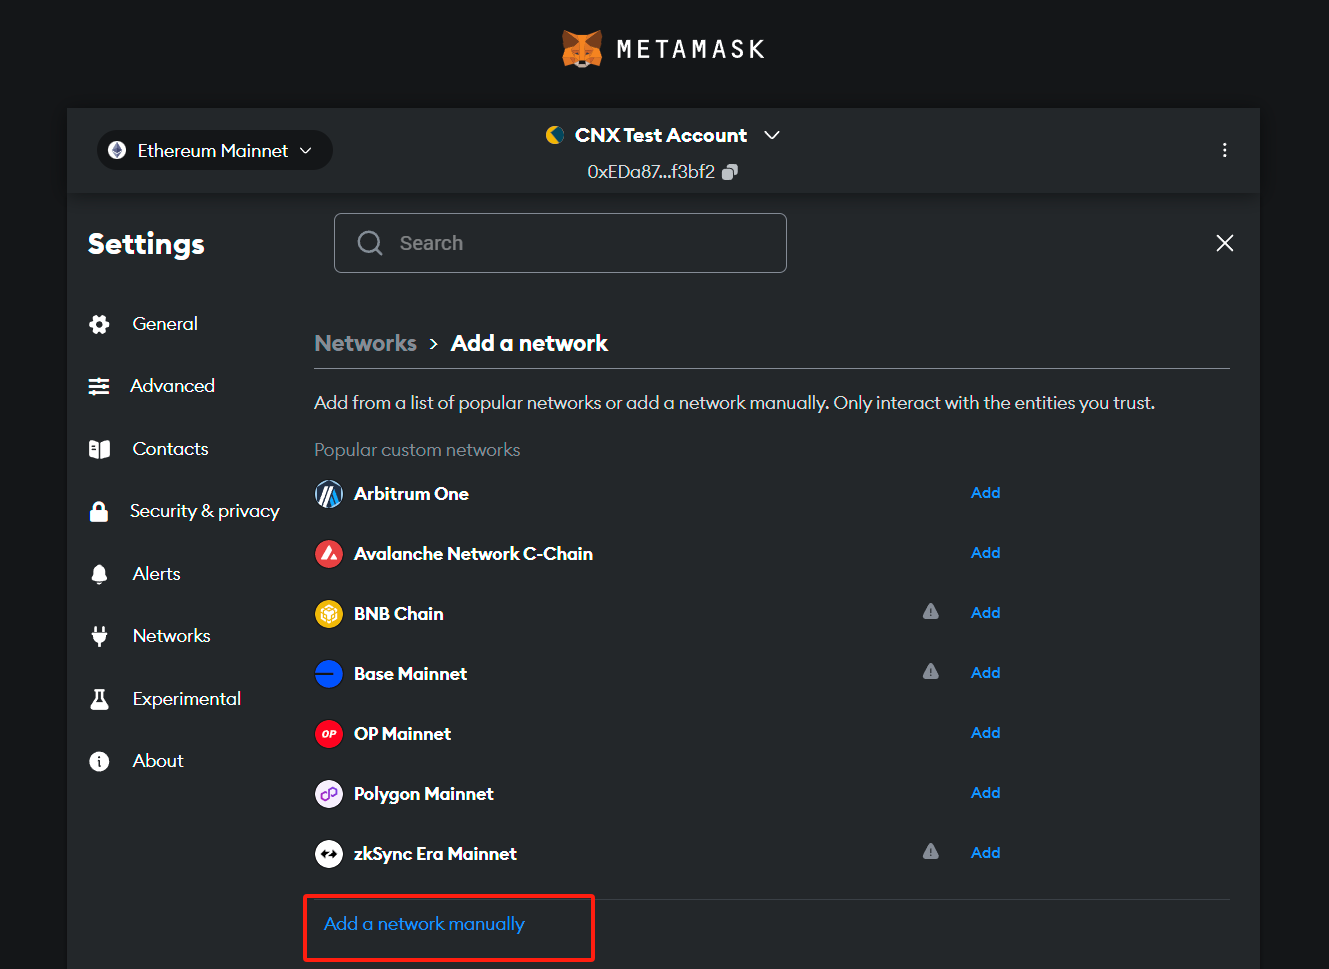 METAMASK
Ethereum Mainnet
CNX Test Account
0xEDa87...f3bf2
Settings
Search
General
Advanced
Contacts
Security & privacy
Alerts
Networks
Experimental
About
Networks > Add a network
Add from a list of popular networks or add a network manually. Only interact with the entities you trust.
Popular custom networks
Arbitrum One Add
Avalanche Network C-Chain Add
BNB Chain Add
Base Mainnet Add
OP OP Mainnet Add
Polygon Mainnet Add
zkSync Era Mainnet Add
Add a network manually